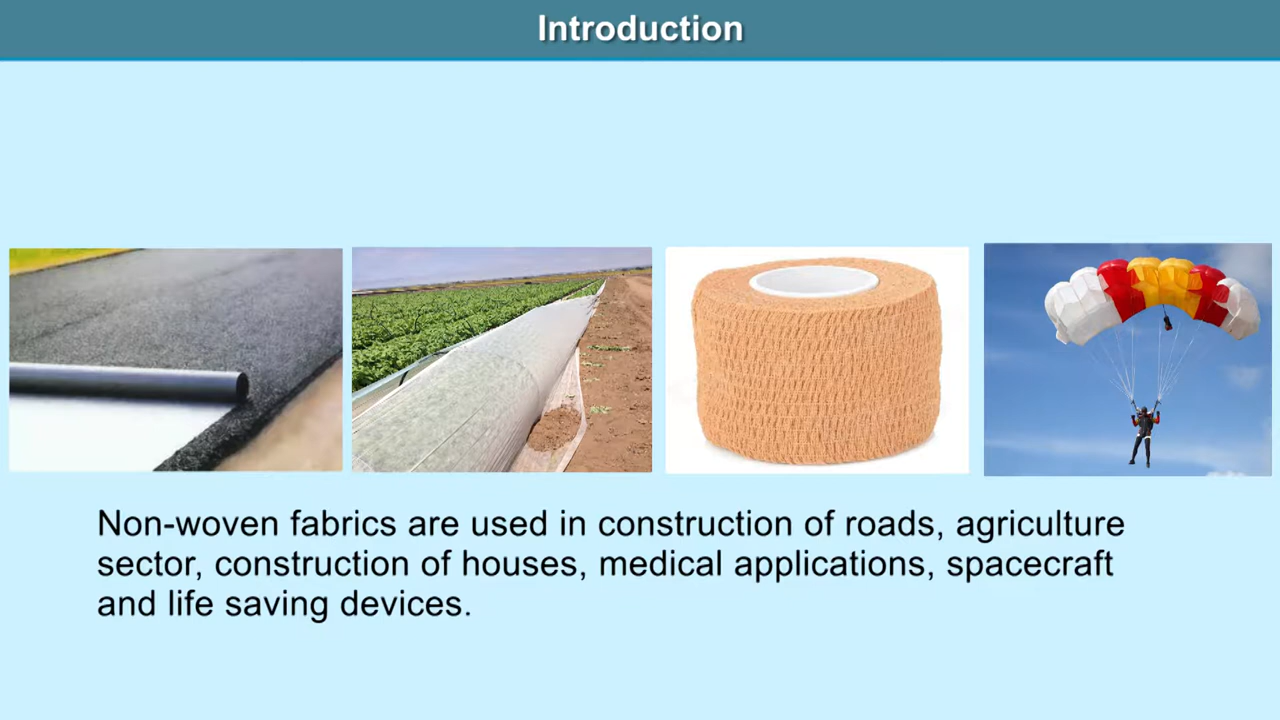 Introduction
Non-woven fabrics are used in construction of roads, agriculture
sector, construction of houses, medical applications, spacecraft
and life saving devices.